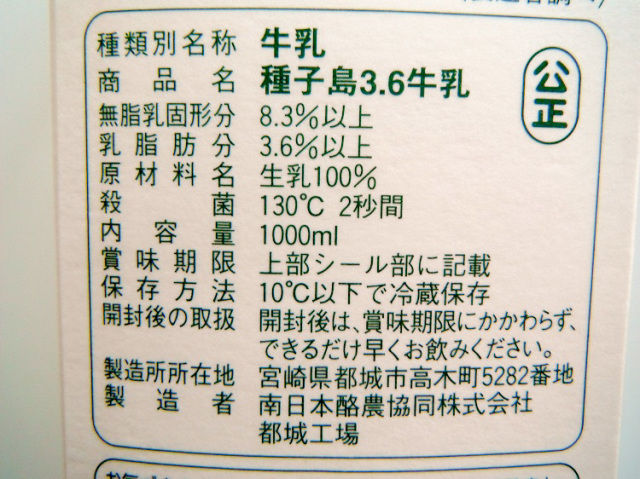 種類別名称 牛乳
商品名 種子島3.6牛乳
公正
無脂乳固形分 8.3%以上
乳脂肪分 3.6%以上
原材料名 生乳100%
殺菌 130℃ 2秒間
内容量 1000ml
賞味期限 上部シール部に記載
保存方法 10℃以下で冷蔵保存
開封後の取扱 開封後は、賞味期限にかかわらず、
できるだけ早くお飲みください。
製造所所在地 宮崎県都城市高木町5282番地
製造者 南日本酪農協同株式会社
都城工場